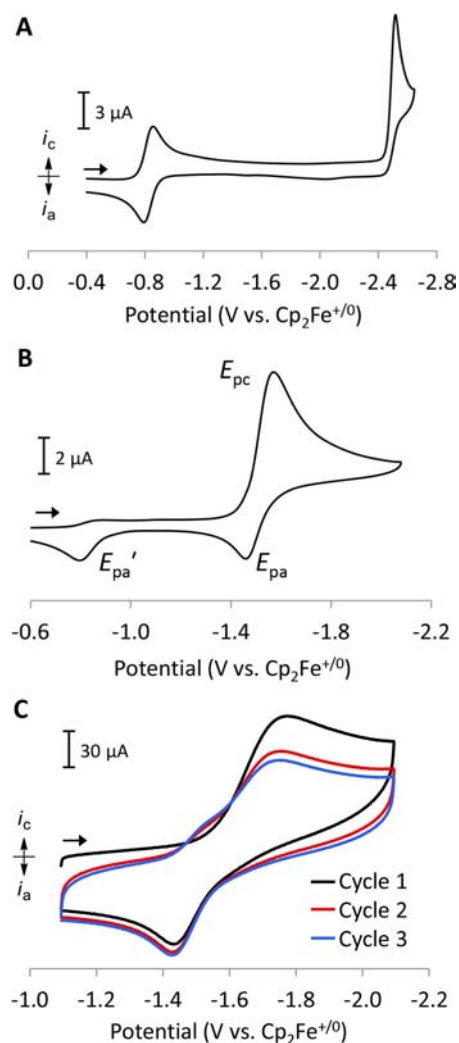 A
3 µA
i_c
i_a
0.0 -0.4 -0.8 -1.2 -1.6 -2.0 -2.4 -2.8
Potential (V vs. Cp₂Fe⁺/⁰)
B
E_pc
2 µA
E_pa′ E_pa
-0.6 -1.0 -1.4 -1.8 -2.2
Potential (V vs. Cp₂Fe⁺/⁰)
C
30 µA
i_c
i_a
Cycle 1
Cycle 2
Cycle 3
-1.0 -1.2 -1.4 -1.6 -1.8 -2.0 -2.2
Potential (V vs. Cp₂Fe⁺/⁰)